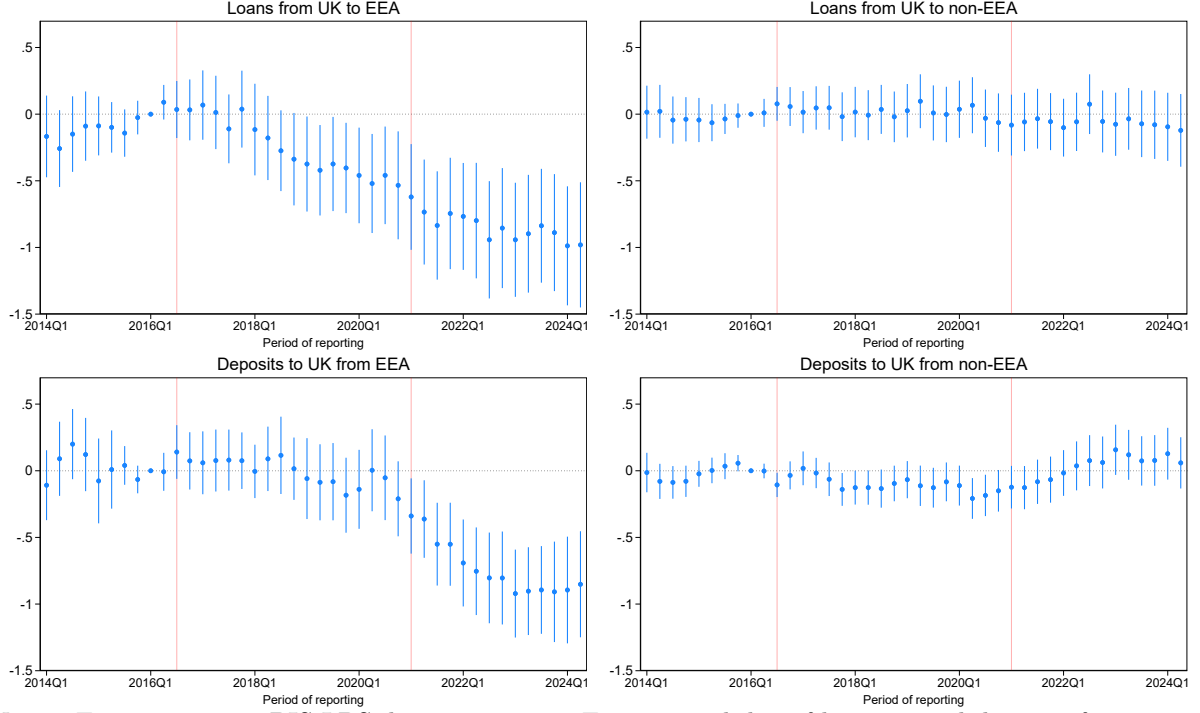 Loans from UK to EEA
.5
0
-.5
-1
-1.5
2014Q1 2016Q1 2018Q1 2020Q1 2022Q1 2024Q1
Period of reporting
Loans from UK to non-EEA
.5
0
-.5
-1
-1.5
2014Q1 2016Q1 2018Q1 2020Q1 2022Q1 2024Q1
Period of reporting
Deposits to UK from EEA
.5
0
-.5
-1
-1.5
2014Q1 2016Q1 2018Q1 2020Q1 2022Q1 2024Q1
Period of reporting
Deposits to UK from non-EEA
.5
0
-.5
-1
-1.5
2014Q1 2016Q1 2018Q1 2020Q1 2022Q1 2024Q1
Period of reporting